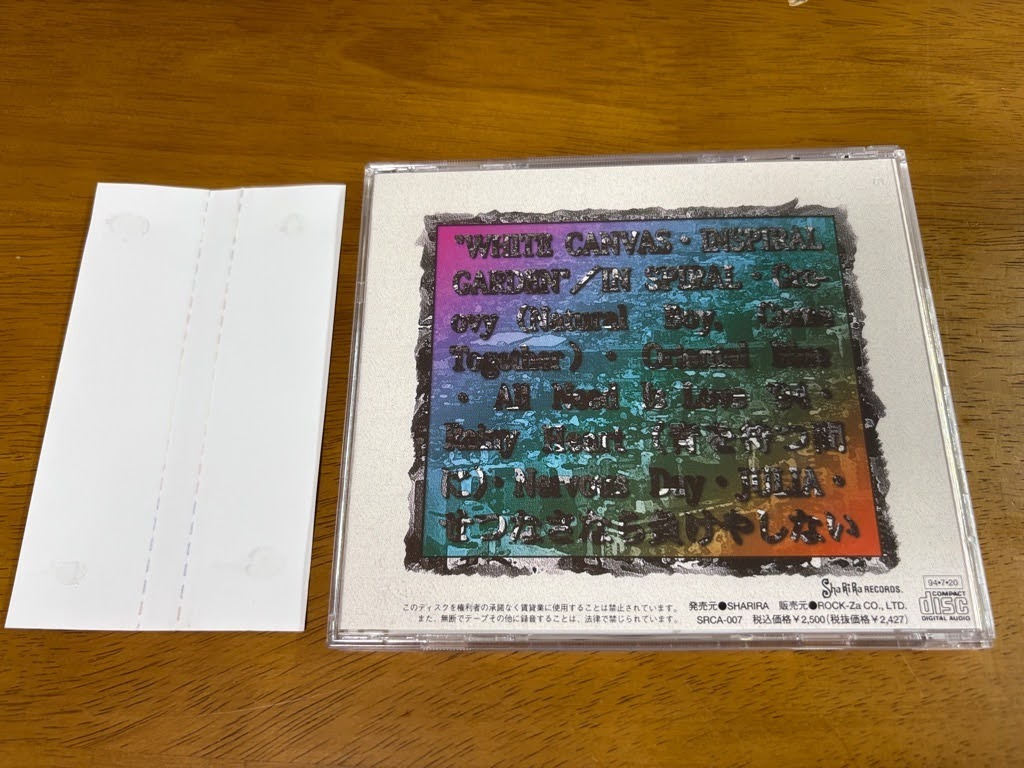 "WHITE CANVAS・INSPIRAL
GARDEN"/IN SPIRAL・Gro-
ovy (Natural Boy, Come
Together)・Oriental
・All Need Is Love
Rainy Heart (君を待つ間
に)・Nervous Day・JULIA・
せつなさなら負けやしない
ShaRiRa RECORDS.
94・7・20
このディスクを権利者の承諾なく賃貸業に使用することは禁止されています。
また、無断でテープその他に録音することは、法律で禁じられています。
発売元●SHARIRA 販売元●ROCK-Za CO., LTD.
SRCA-007 税込価格¥2,500(税抜価格¥2,427)
COMPACT
disc
DIGITAL AUDIO